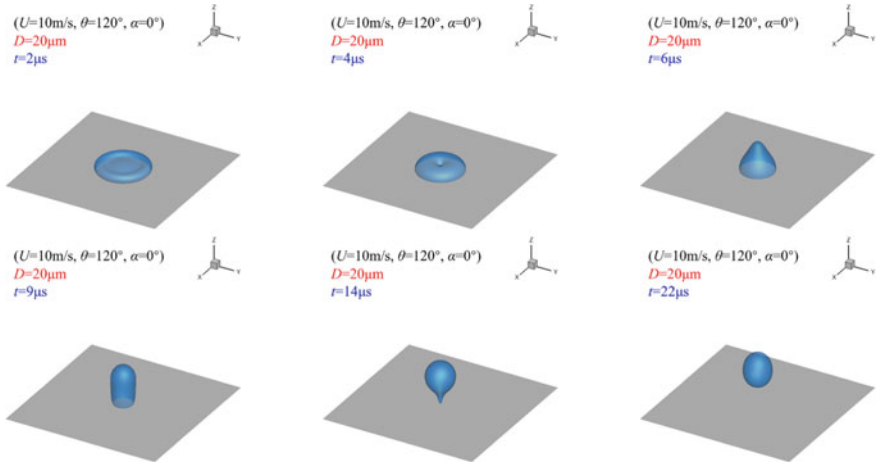 (U=10m/s, θ=120°, α=0°)
D=20μm
t=2μs
Z
X
Y
(U=10m/s, θ=120°, α=0°)
D=20μm
t=4μs
Z
X
Y
(U=10m/s, θ=120°, α=0°)
D=20μm
t=6μs
Z
X
Y
(U=10m/s, θ=120°, α=0°)
D=20μm
t=9μs
Z
X
Y
(U=10m/s, θ=120°, α=0°)
D=20μm
t=14μs
Z
X
Y
(U=10m/s, θ=120°, α=0°)
D=20μm
t=22μs
Z
X
Y